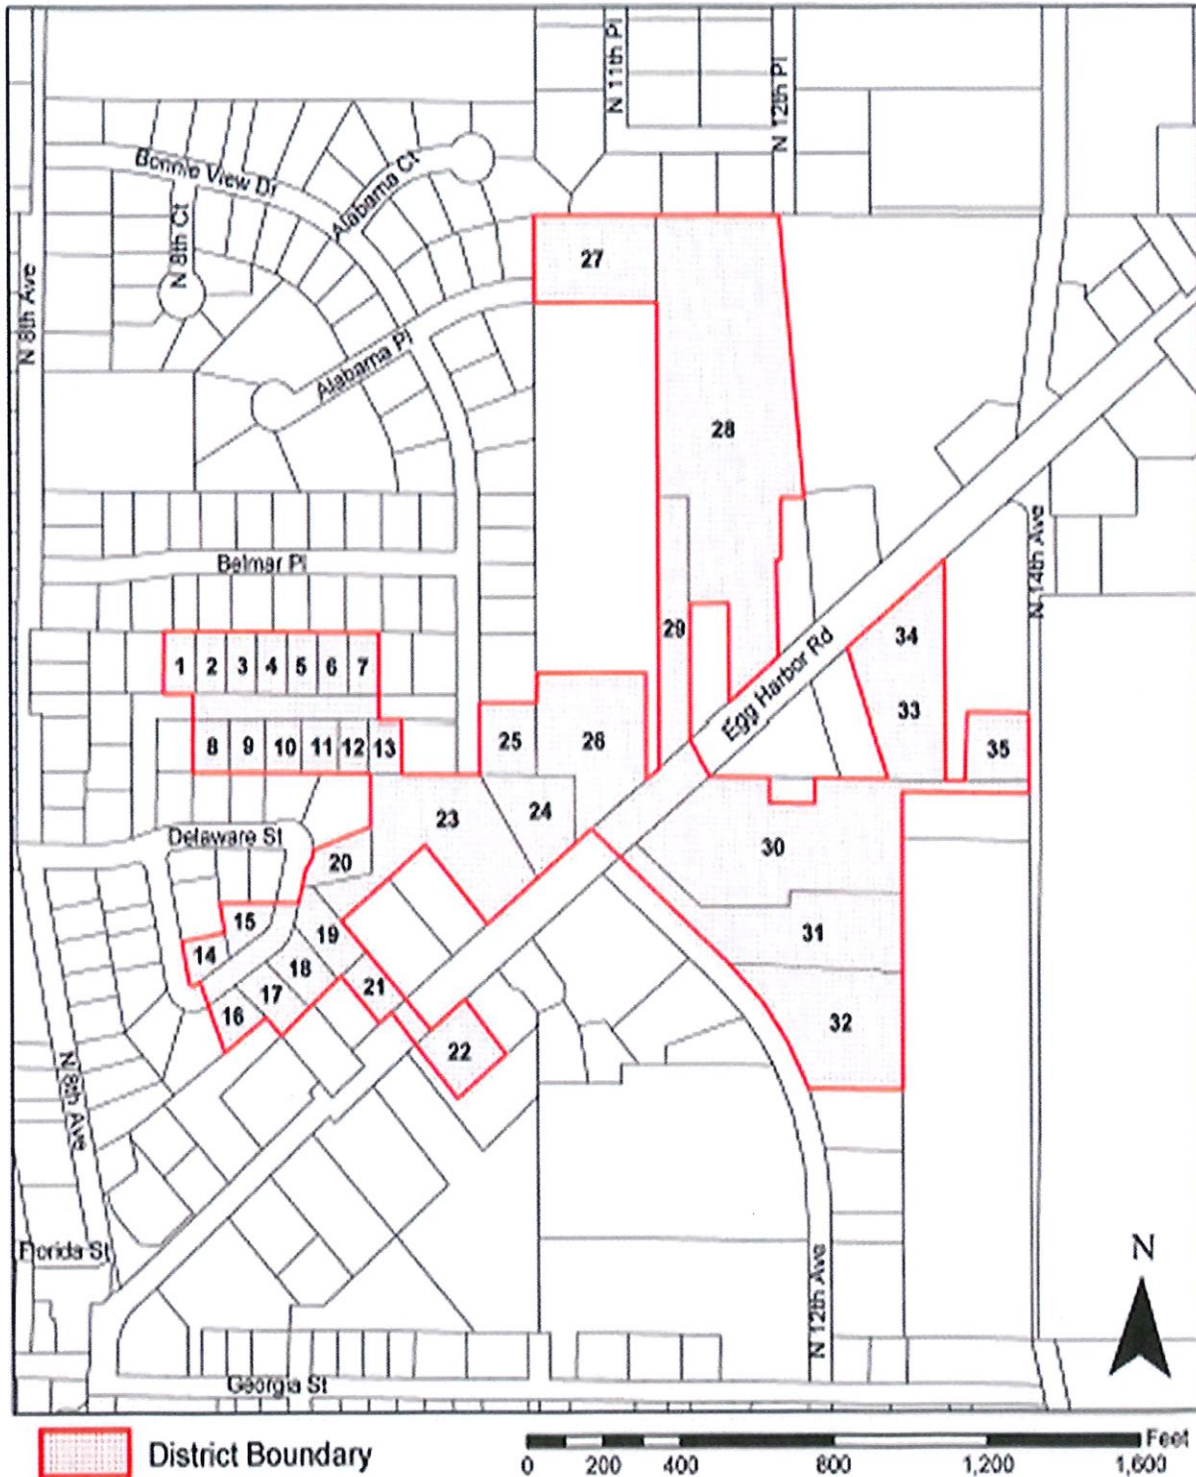 N 11th Pl
N 12th Pl
Bonnie View Dr
Alabama Ct
N 8th Ct
N 8th Ave
27
Alabama Pl
28
Belmar Pl
N 14th Ave
29
34
1 2 3 4 5 6 7
Egg Harbor Rd
33
8 9 10 11 12 13
25
26
35
23
24
Delaware St
20
30
15
19
14
18
31
21
17
16
32
22
N 8th Ave
Florida St
N 12th Ave
N
Georgia St
District Boundary
Feet
0 200 400 800 1,200 1,600